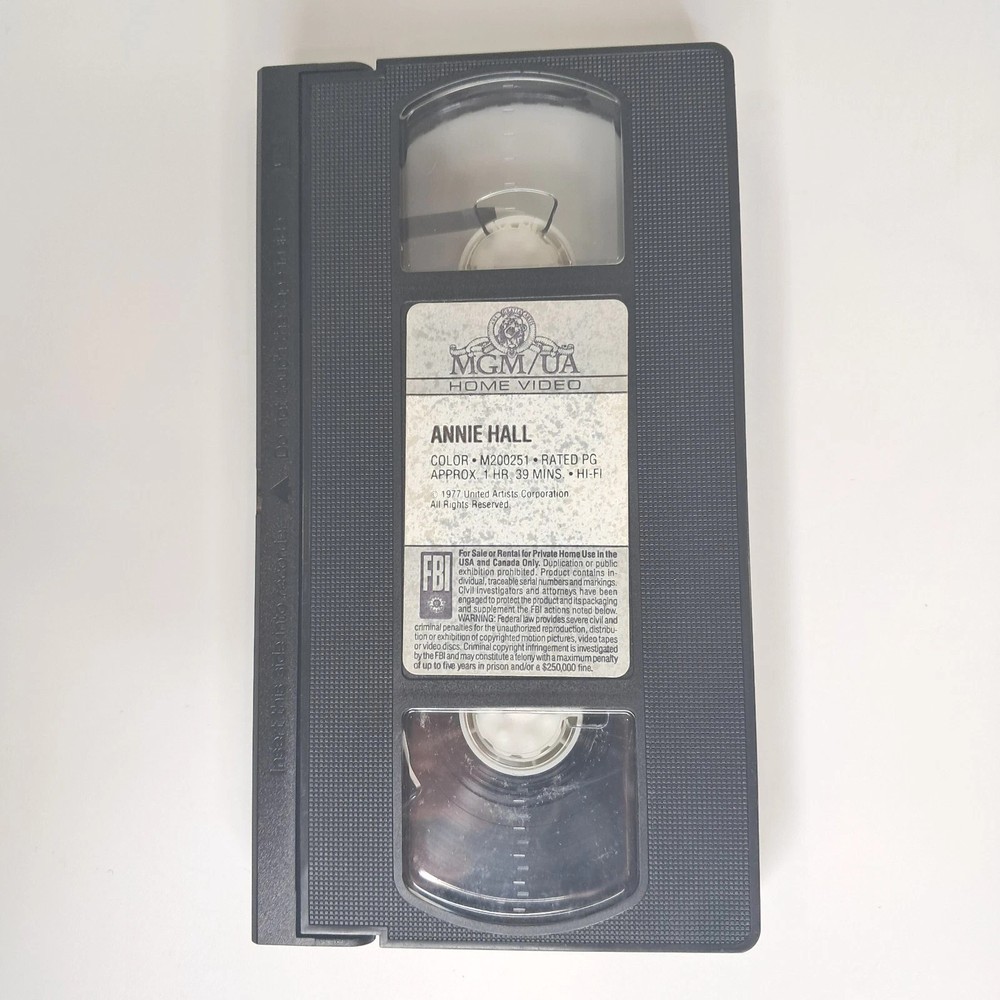 MGM/UA
HOME VIDEO
ANNIE HALL
COLOR • M200251 • RATED PG
APPROX. 1 HR. 39 MINS. • HI-FI
© 1977 United Artists Corporation.
All Rights Reserved.
FBI
For Sale or Rental for Private Home Use in the
USA and Canada Only. Duplication or public
exhibition prohibited. Product contains in-
dividual, traceable serial numbers and markings.
Civil investigators and attorneys have been
engaged to protect the product and its packaging
and supplement the FBI actions noted below.
WARNING: Federal law provides severe civil and
criminal penalties for the unauthorized reproduction, distribu-
tion or exhibition of copyrighted motion pictures, video tapes
or video discs. Criminal copyright infringement is investigated
by the FBI and may constitute a felony with a maximum penalty
of up to five years in prison and/or a $250,000 fine.
Insert this side into recorder